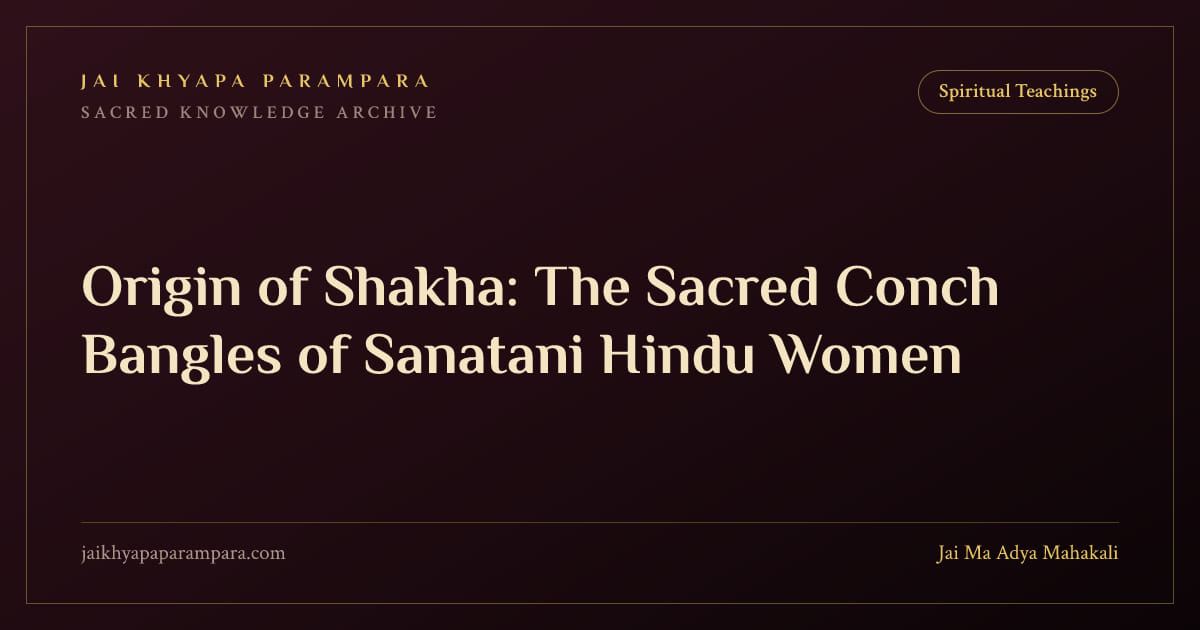 JAI KHYAPA PARAMPARA
SACRED KNOWLEDGE ARCHIVE
Spiritual Teachings
Origin of Shakha: The Sacred Conch
Bangles of Sanatani Hindu Women
jaikhyapaparampara.com
Jai Ma Adya Mahakali